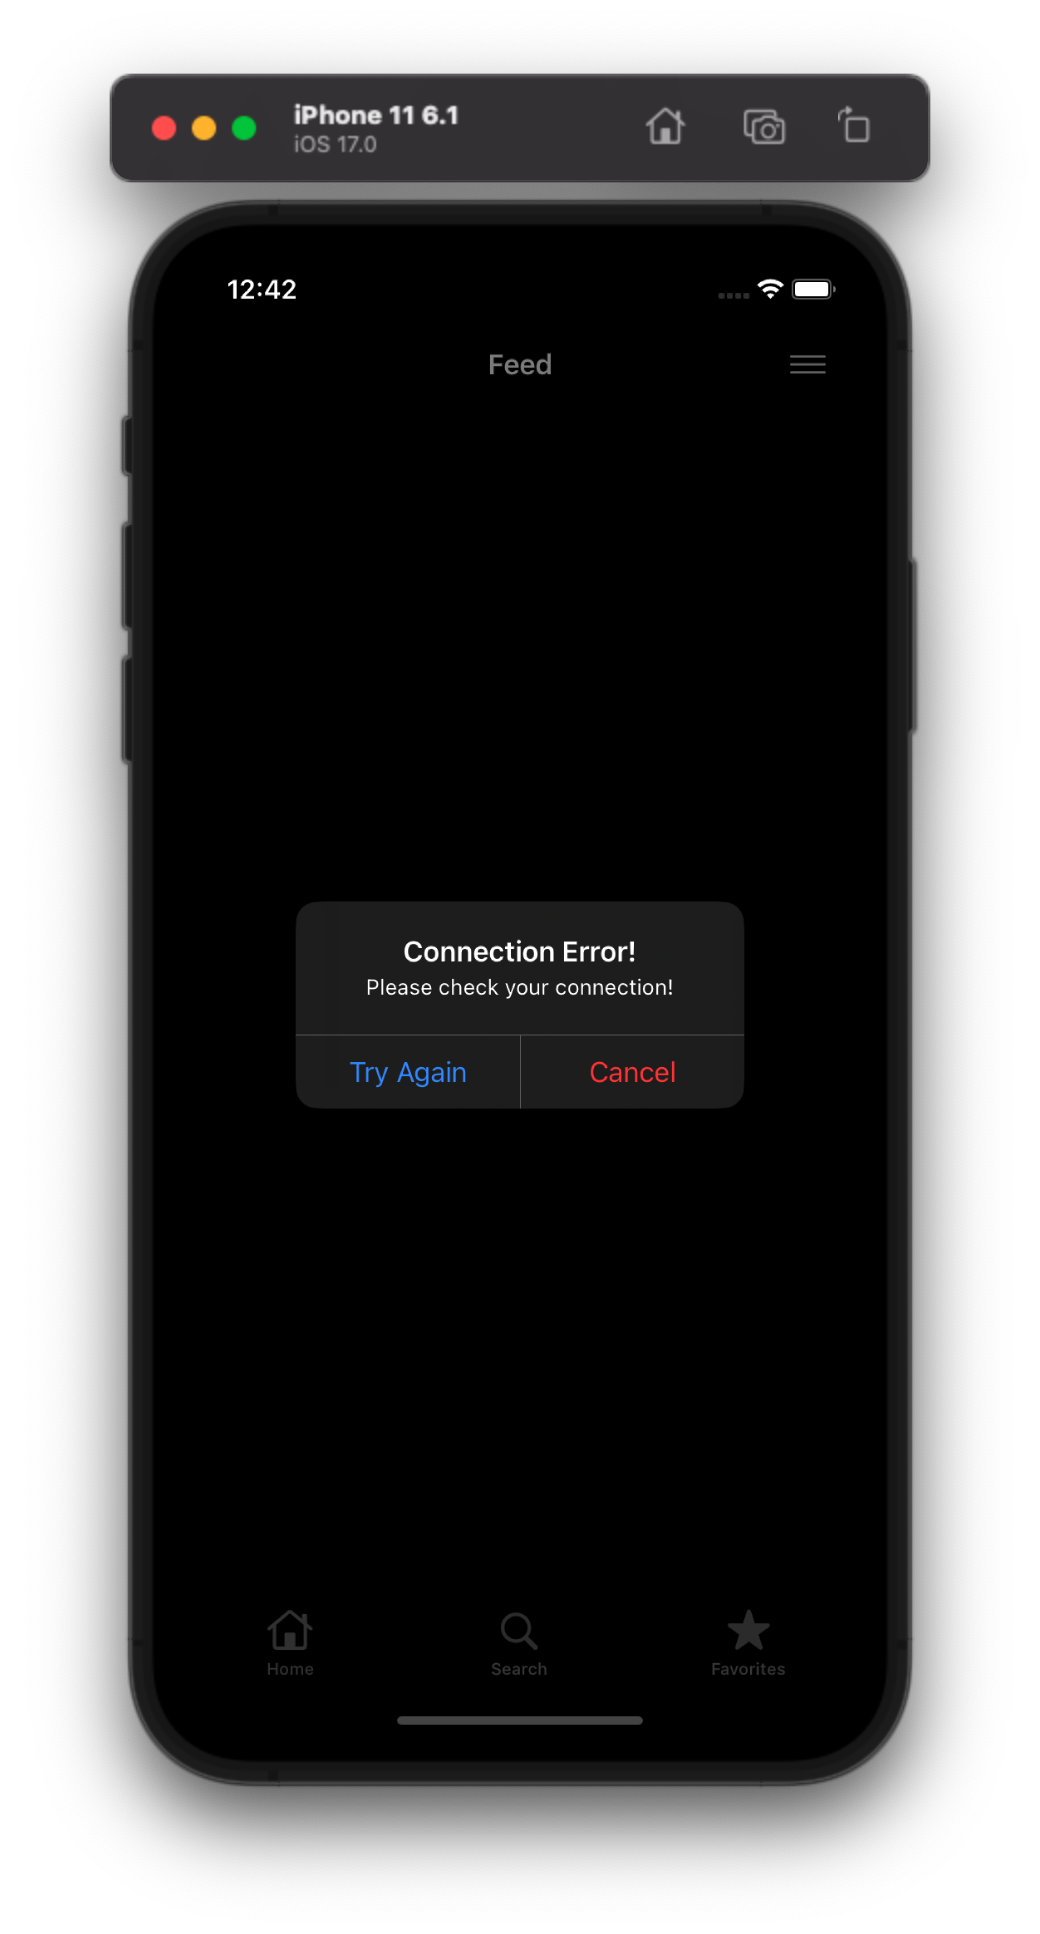 iPhone 11 6.1
iOS 17.0
12:42
Feed
Connection Error!
Please check your connection!
Try Again
Cancel
Home
Search
Favorites